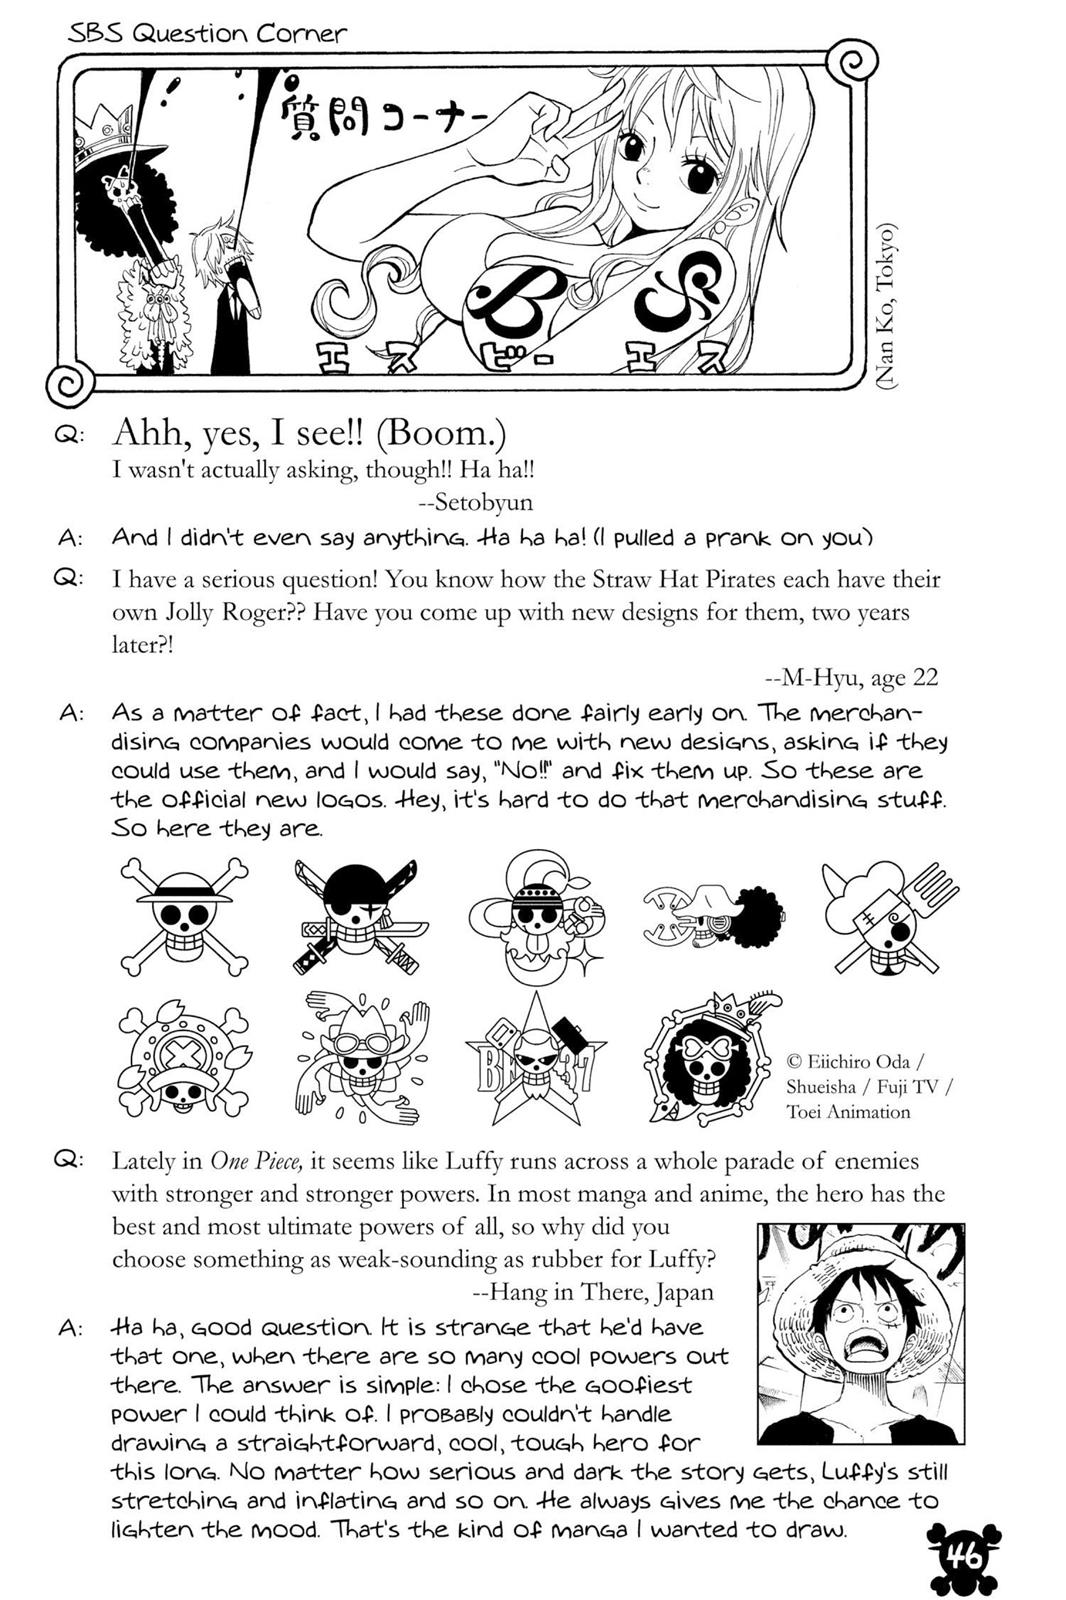 SBS Question Corner
質問コーナー
S B S
エス ビー エス
(Nan Ko, Tokyo)
Q: Ahh, yes, I see!! (Boom.)
I wasn't actually asking, though!! Ha ha!!
--Setobyun
A: And I didn't even say anything. Ha ha ha! (I pulled a prank on you)
Q: I have a serious question! You know how the Straw Hat Pirates each have their
own Jolly Roger?? Have you come up with new designs for them, two years
later?!
--M-Hyu, age 22
A: As a matter of fact, I had these done fairly early on. The merchan-
dising companies would come to me with new designs, asking if they
could use them, and I would say, "No!!" and fix them up. So these are
the official new logos. Hey, it's hard to do that merchandising stuff.
So here they are.
BF 37
© Eiichiro Oda /
Shueisha / Fuji TV /
Toei Animation
Q: Lately in One Piece, it seems like Luffy runs across a whole parade of enemies
with stronger and stronger powers. In most manga and anime, the hero has the
best and most ultimate powers of all, so why did you
choose something as weak-sounding as rubber for Luffy?
--Hang in There, Japan
A: Ha ha, good question. It is strange that he'd have
that one, when there are so many cool powers out
there. The answer is simple: I chose the goofiest
power I could think of. I probably couldn't handle
drawing a straightforward, cool, tough hero for
this long. No matter how serious and dark the story gets, Luffy's still
stretching and inflating and so on. He always gives me the chance to
lighten the mood. That's the kind of manga I wanted to draw.
46